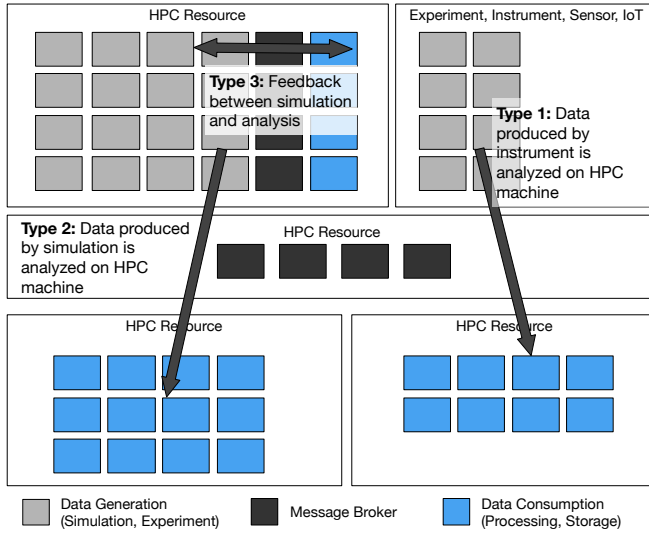 HPC Resource
Experiment, Instrument, Sensor, IoT
Type 3: Feedback
between simulation
and analysis
Type 1: Data
produced by
instrument is
analyzed on HPC
machine
Type 2: Data produced
by simulation is
analyzed on HPC
machine
HPC Resource
HPC Resource
HPC Resource
Data Generation
(Simulation, Experiment)
Message Broker
Data Consumption
(Processing, Storage)